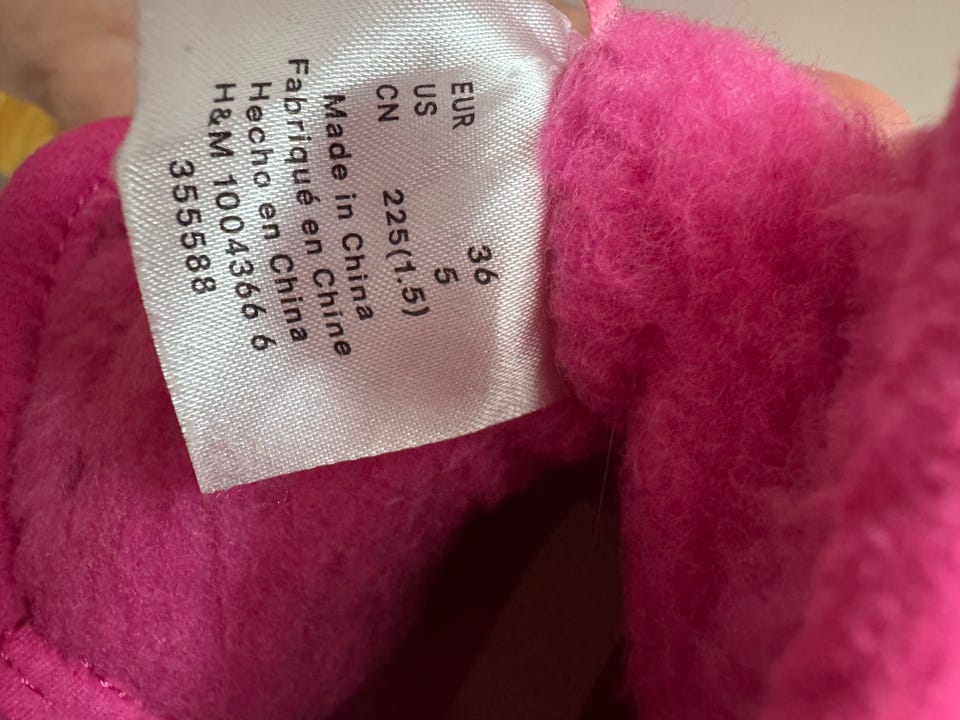 EUR 36
US 5
CN 225(1.5)
Made in China
Fabriqué en Chine
Hecho en China
H&M 1004366 6
355588